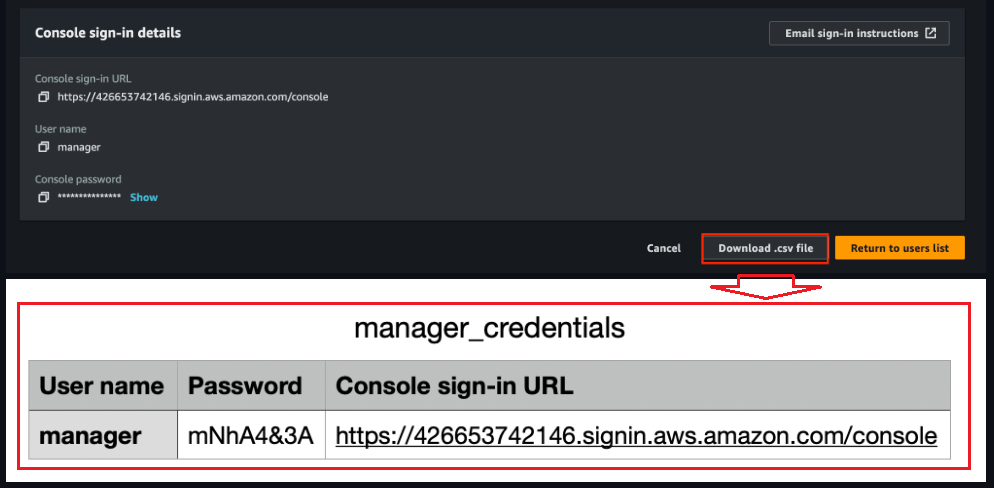 Console sign-in details
Email sign-in instructions
Console sign-in URL
https://426653742146.signin.aws.amazon.com/console
User name
manager
Console password
*************** Show
Cancel Download .csv file Return to users list
manager_credentials
User name Password Console sign-in URL
manager mNhA4&3A https://426653742146.signin.aws.amazon.com/console